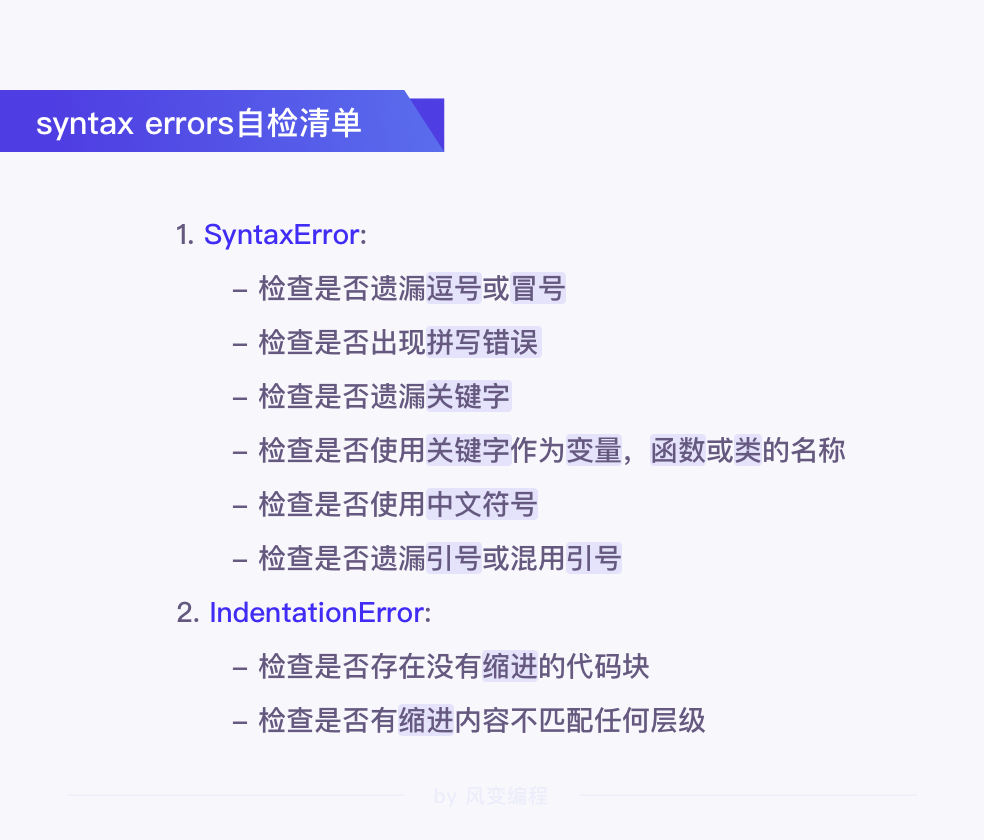 syntax errors自检清单
1. SyntaxError:
– 检查是否遗漏逗号或冒号
– 检查是否出现拼写错误
– 检查是否遗漏关键字
– 检查是否使用关键字作为变量，函数或类的名称
– 检查是否使用中文符号
– 检查是否遗漏引号或混用引号
2. IndentationError:
– 检查是否存在没有缩进的代码块
– 检查是否有缩进内容不匹配任何层级
by 风变编程